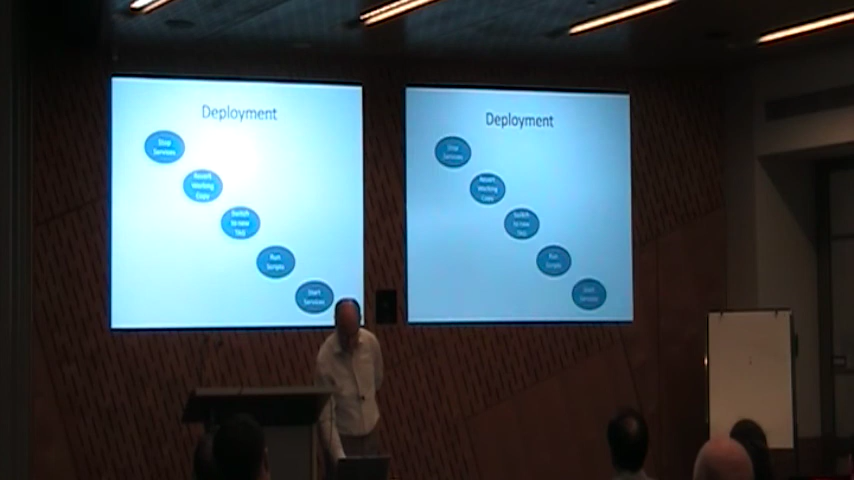 Deployment
Stop
Services
Revert
Working
Copy
Switch
to new
TAG
Run
Scripts
Start
Services
Deployment
Stop
Services
Revert
Working
Copy
Switch
to new
TAG
Run
Scripts
Start
Services